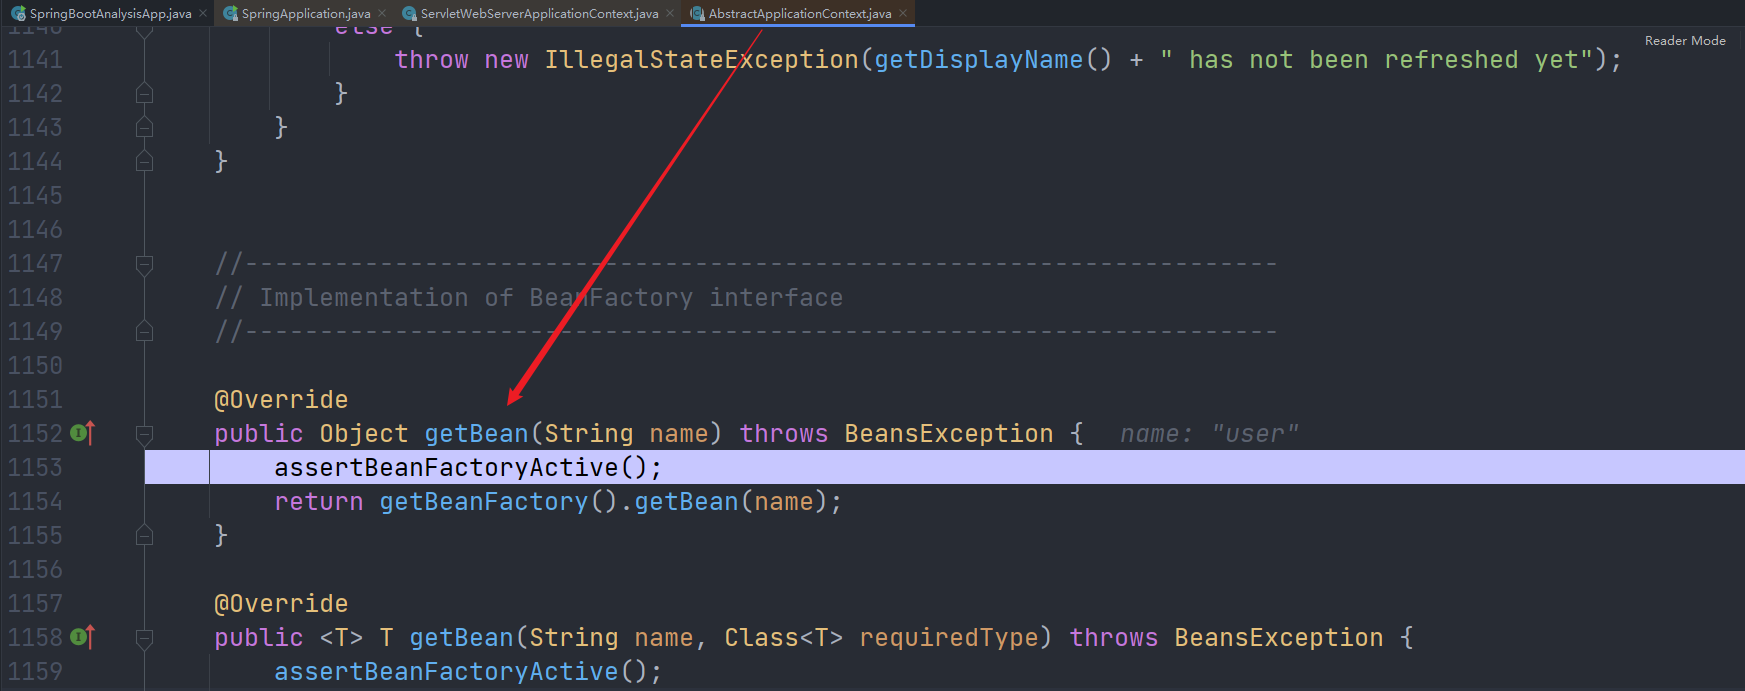 SpringBootAnalysisApp.java SpringApplication.java ServletWebServerApplicationContext.java AbstractApplicationContext.java
Reader Mode
1140 else {
1141 throw new IllegalStateException(getDisplayName() + " has not been refreshed yet");
1142 }
1143 }
1144 }
1145
1146
1147 //---------------------------------------------------------------------
1148 // Implementation of BeanFactory interface
1149 //---------------------------------------------------------------------
1150
1151 @Override
1152 public Object getBean(String name) throws BeansException { name: "user"
1153 assertBeanFactoryActive();
1154 return getBeanFactory().getBean(name);
1155 }
1156
1157 @Override
1158 public <T> T getBean(String name, Class<T> requiredType) throws BeansException {
1159 assertBeanFactoryActive();